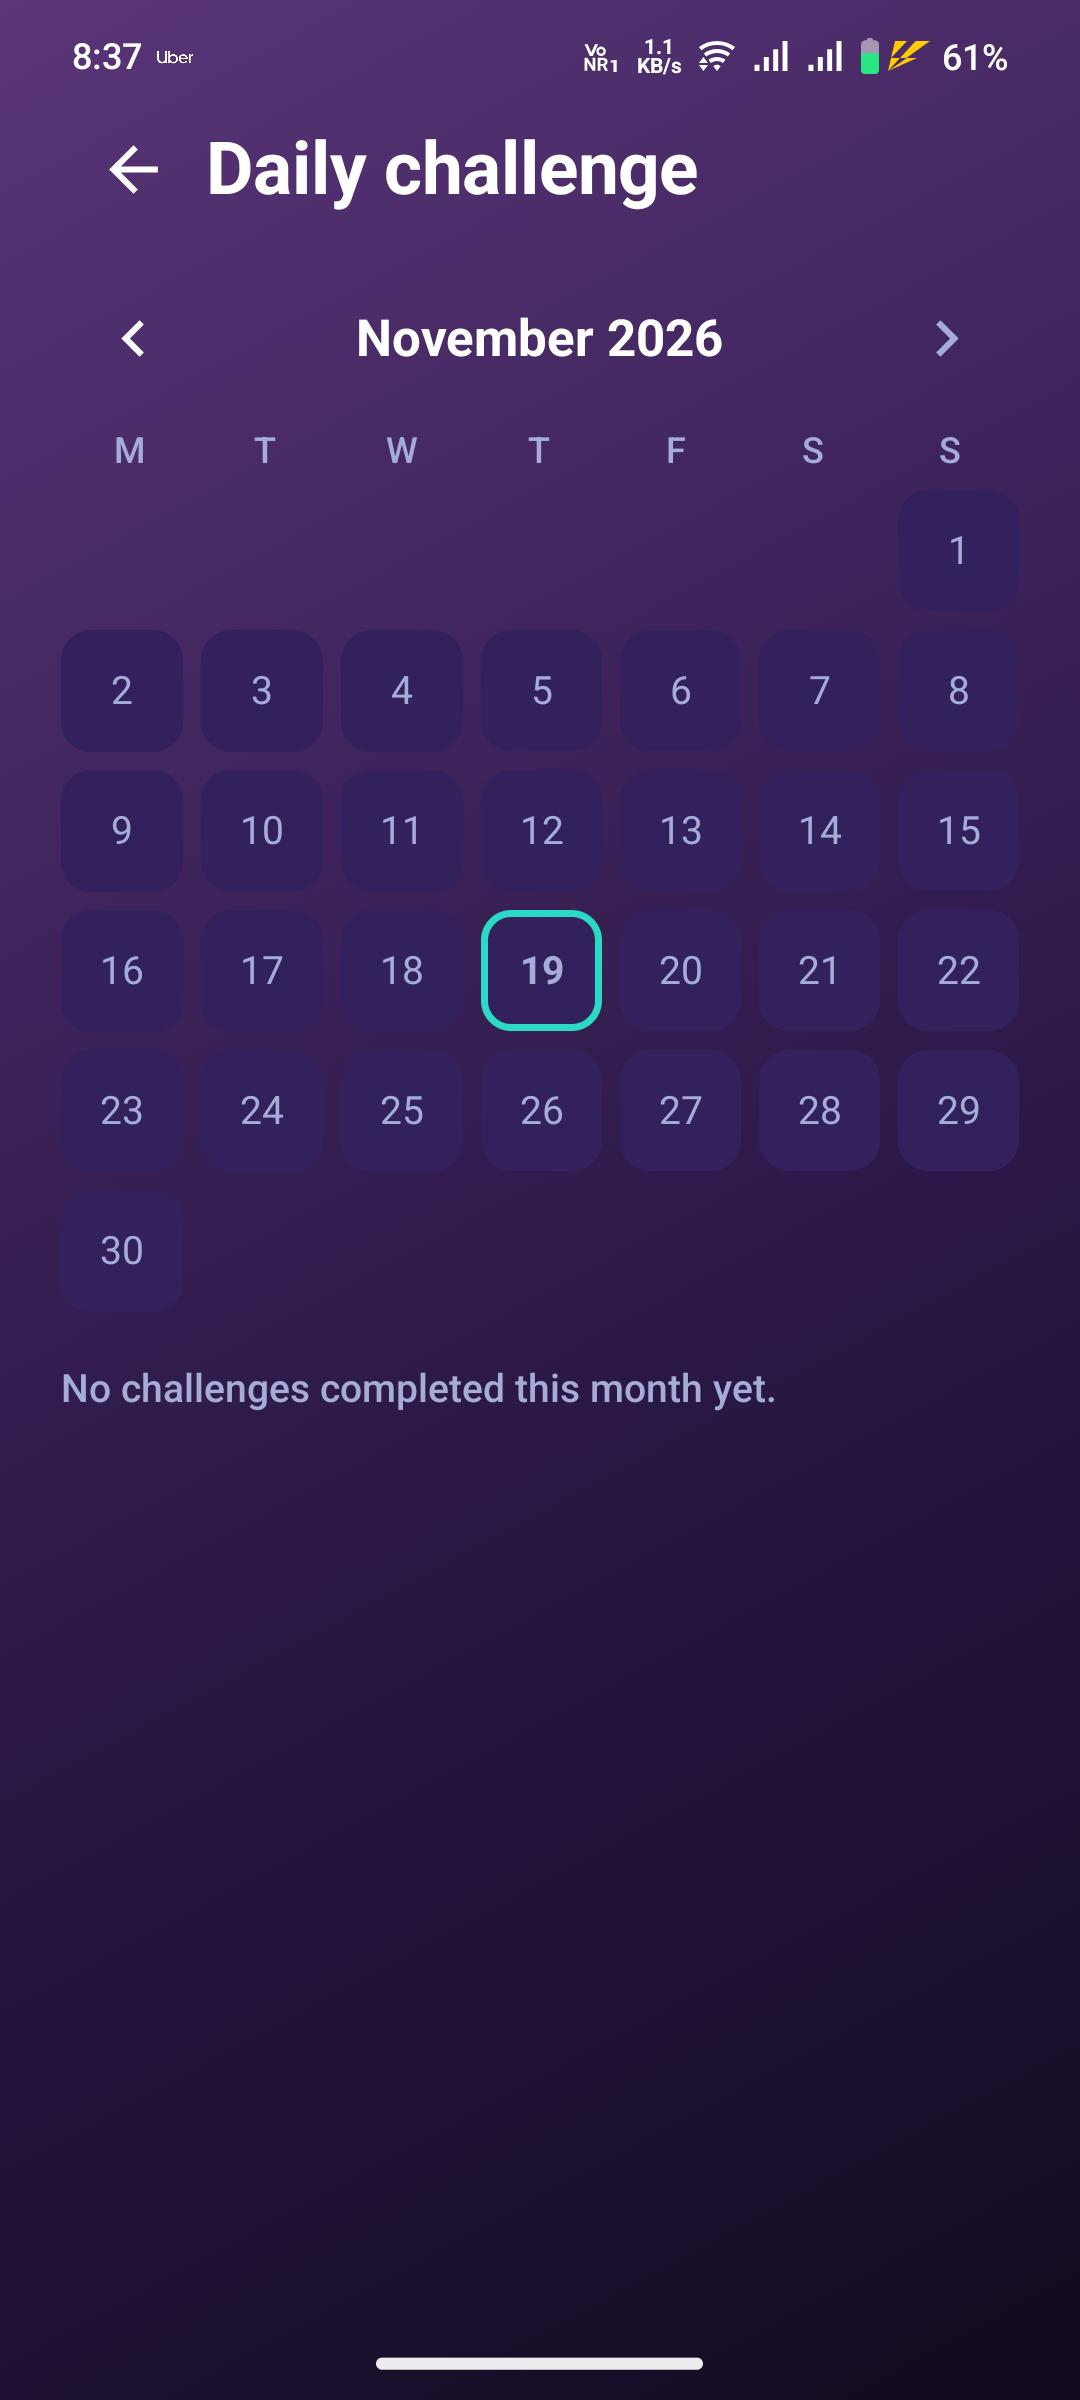 8:37 Uber Vo NR1 1.1 KB/s 61%
Daily challenge
November 2026
M T W T F S S
1
2 3 4 5 6 7 8
9 10 11 12 13 14 15
16 17 18 19 20 21 22
23 24 25 26 27 28 29
30
No challenges completed this month yet.